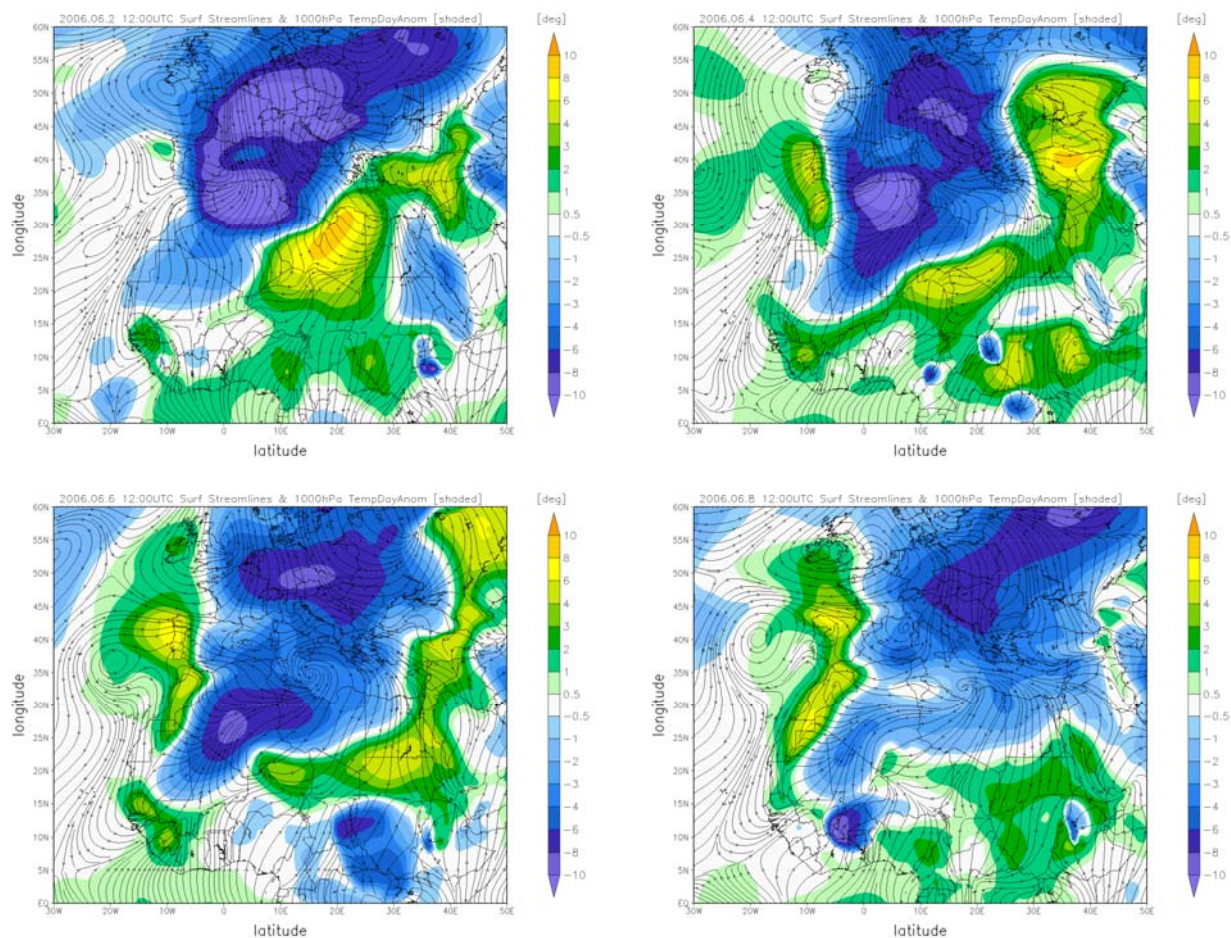 2006.06.2 12:00UTC Surf Streamlines & 1000hPa TempDayAnom [shaded] [deg]
60N
55N
50N
45N
40N
35N
30N
25N
20N
15N
10N
5N
EQ
longitude
30W 20W 10W 0 10E 20E 30E 40E 50E
latitude
10
8
6
4
3
2
1
0.5
-0.5
-1
-2
-3
-4
-6
-8
-10
2006.06.4 12:00UTC Surf Streamlines & 1000hPa TempDayAnom [shaded] [deg]
60N
55N
50N
45N
40N
35N
30N
25N
20N
15N
10N
5N
EQ
longitude
30W 20W 10W 0 10E 20E 30E 40E 50E
latitude
10
8
6
4
3
2
1
0.5
-0.5
-1
-2
-3
-4
-6
-8
-10
2006.06.6 12:00UTC Surf Streamlines & 1000hPa TempDayAnom [shaded] [deg]
60N
55N
50N
45N
40N
35N
30N
25N
20N
15N
10N
5N
EQ
longitude
30W 20W 10W 0 10E 20E 30E 40E 50E
latitude
10
8
6
4
3
2
1
0.5
-0.5
-1
-2
-3
-4
-6
-8
-10
2006.06.8 12:00UTC Surf Streamlines & 1000hPa TempDayAnom [shaded] [deg]
60N
55N
50N
45N
40N
35N
30N
25N
20N
15N
10N
5N
EQ
longitude
30W 20W 10W 0 10E 20E 30E 40E 50E
latitude
10
8
6
4
3
2
1
0.5
-0.5
-1
-2
-3
-4
-6
-8
-10